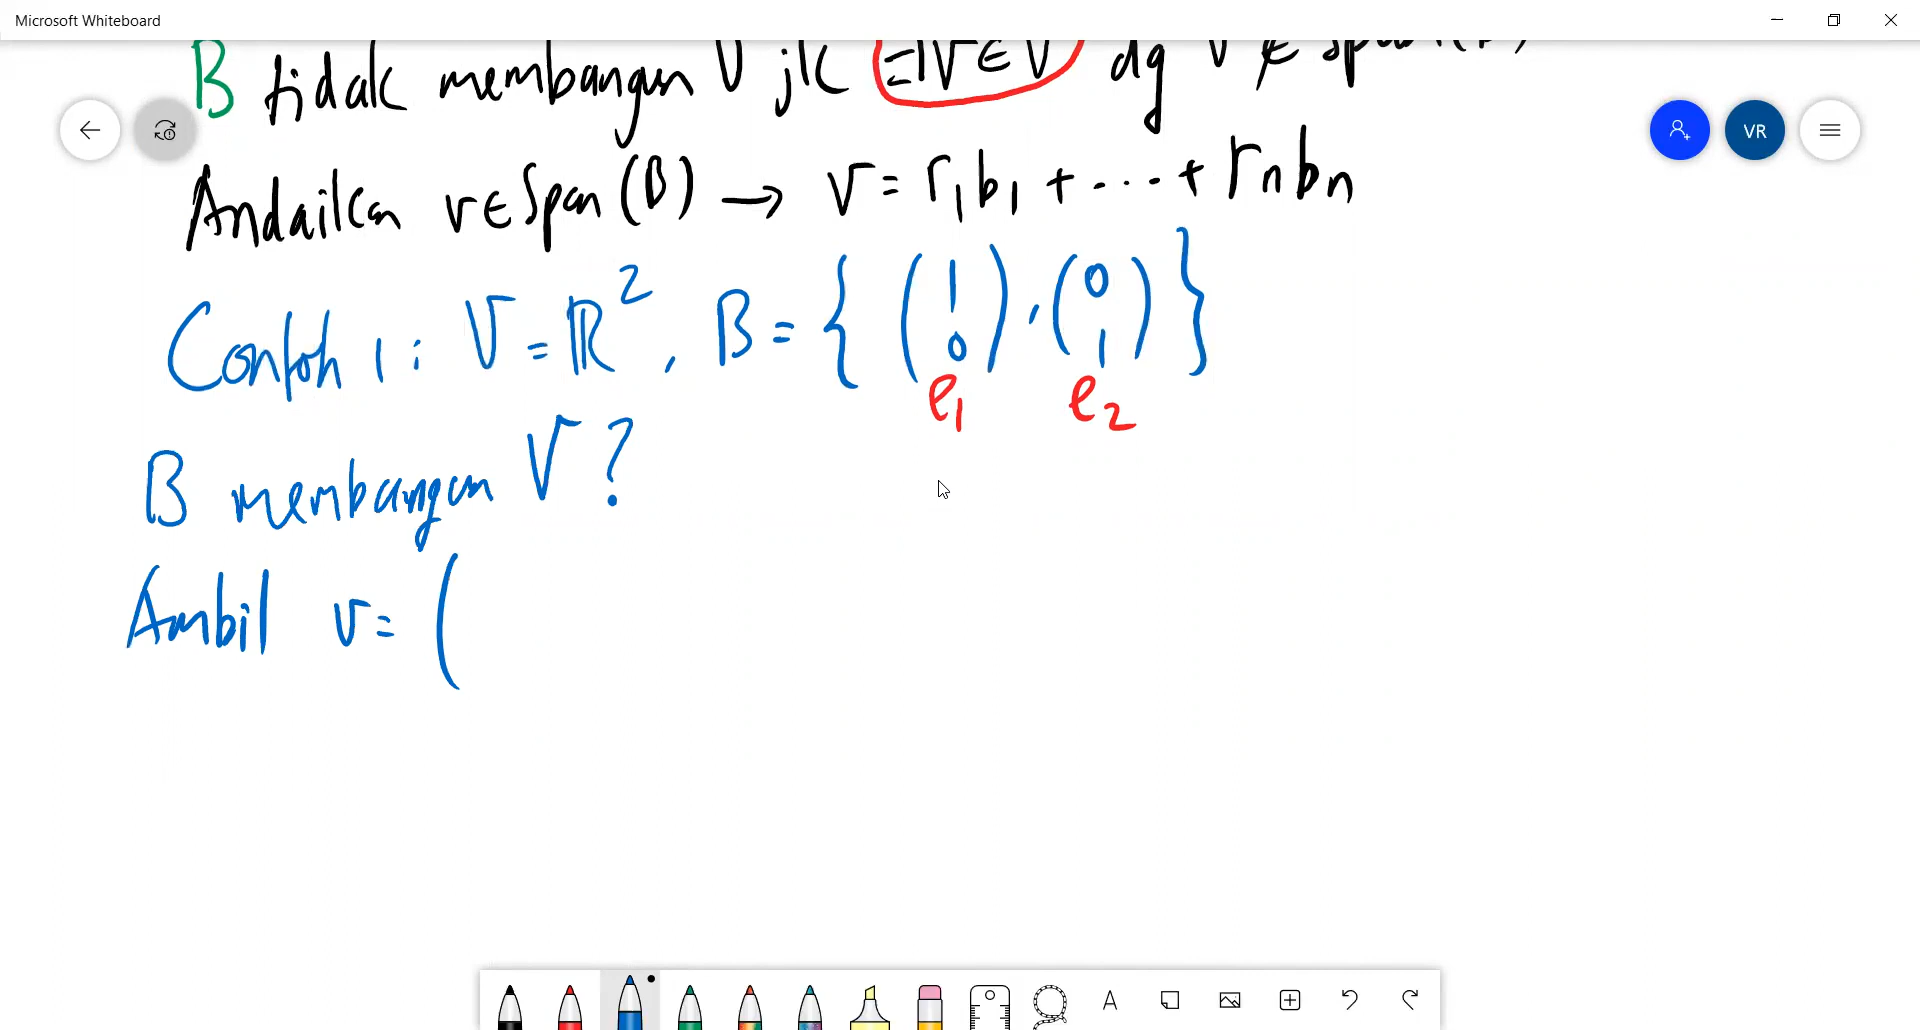 Microsoft Whiteboard
B tidak membangun V jk ∃ v ∈ V dg v ∉ span(B)
VR
Andaikan v ∈ Span (B) → v = r₁b₁ + ... + rₙbₙ
Contoh 1 : V = ℝ², B = { (1 0), (0 1) }
e₁ e₂
B membangun V ?
Ambil v = (
A